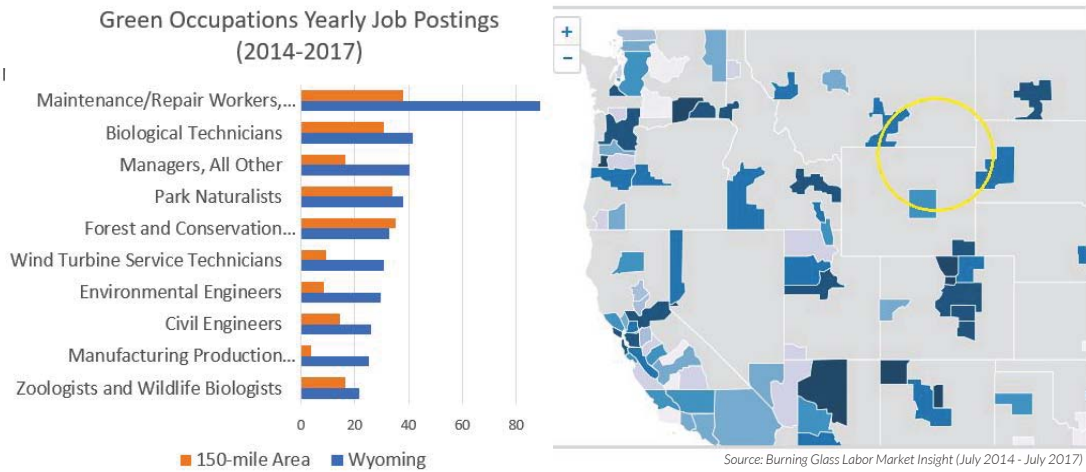 Green Occupations Yearly Job Postings
(2014-2017)
Maintenance/Repair Workers,...
Biological Technicians
Managers, All Other
Park Naturalists
Forest and Conservation...
Wind Turbine Service Technicians
Environmental Engineers
Civil Engineers
Manufacturing Production...
Zoologists and Wildlife Biologists
0 20 40 60 80
150-mile Area Wyoming
+
−
Source: Burning Glass Labor Market Insight (July 2014 - July 2017)